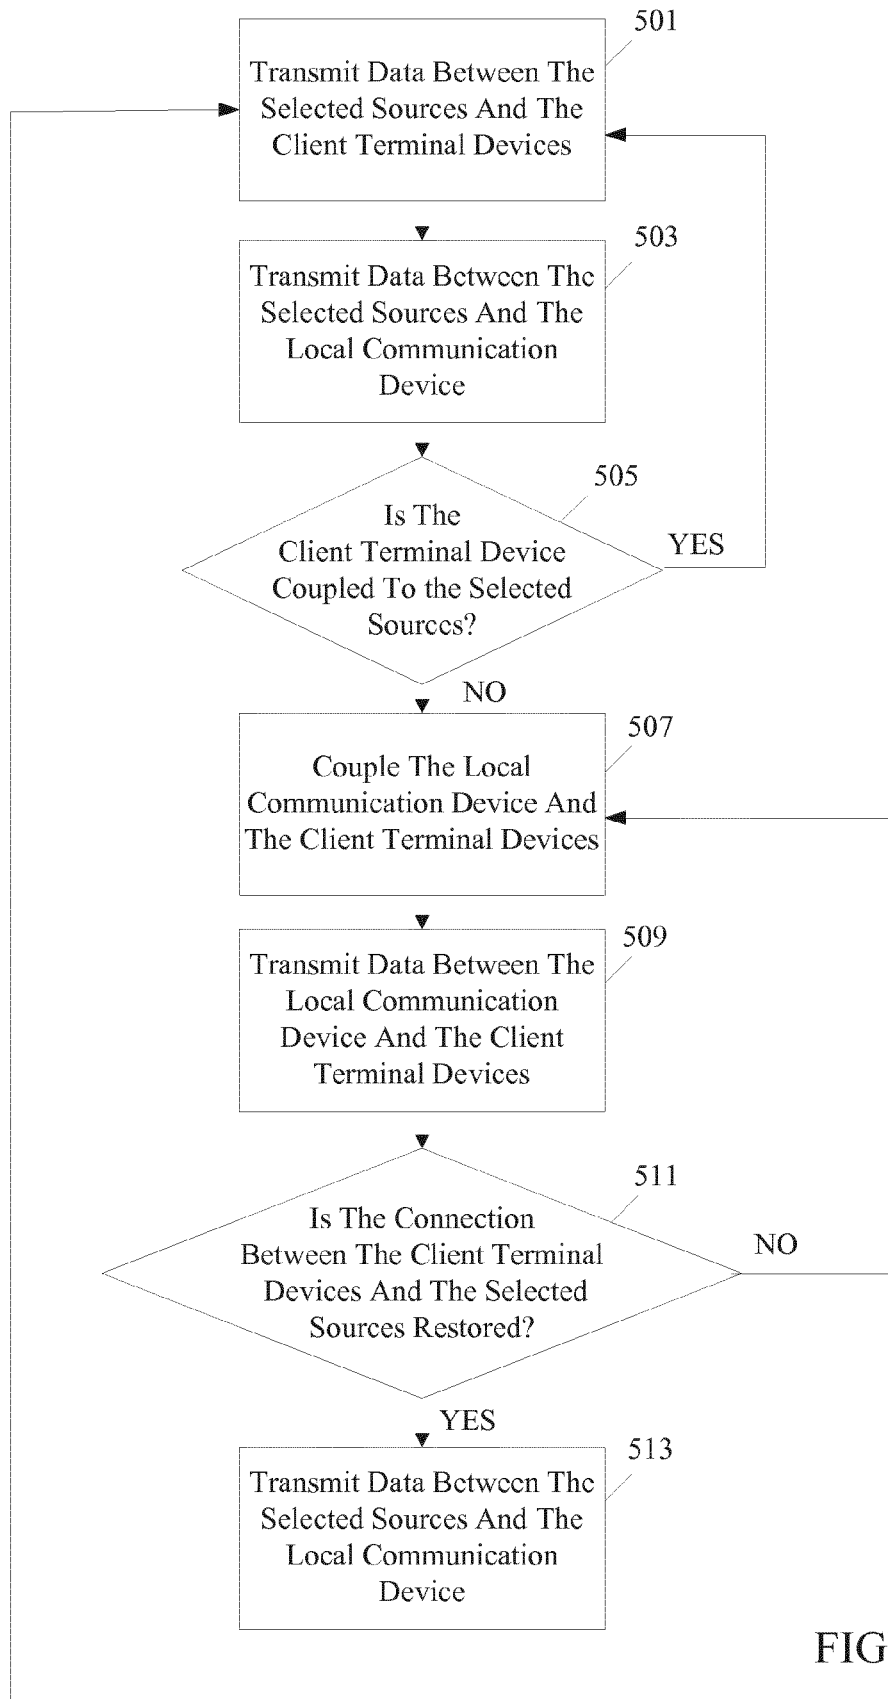 501
Transmit Data Between The
Selected Sources And The
Client Terminal Devices
503
Transmit Data Between The
Selected Sources And The
Local Communication
Device
505
Is The
Client Terminal Device
Coupled To the Selected
Sources?
YES
NO
507
Couple The Local
Communication Device And
The Client Terminal Devices
509
Transmit Data Between The
Local Communication
Device And The Client
Terminal Devices
511
Is The Connection
Between The Client Terminal
Devices And The Selected
Sources Restored?
NO
YES
513
Transmit Data Between The
Selected Sources And The
Local Communication
Device
FIG